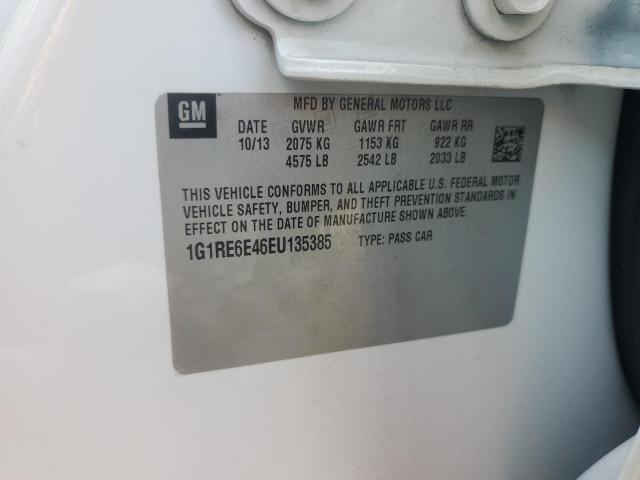 GM
MFD BY GENERAL MOTORS LLC
DATE GVWR GAWR FRT GAWR RR
10/13 2075 KG 1153 KG 922 KG
4575 LB 2542 LB 2033 LB
THIS VEHICLE CONFORMS TO ALL APPLICABLE U.S. FEDERAL MOTOR
VEHICLE SAFETY, BUMPER, AND THEFT PREVENTION STANDARDS IN
EFFECT ON THE DATE OF MANUFACTURE SHOWN ABOVE.
1G1RE6E46EU135385 TYPE: PASS CAR